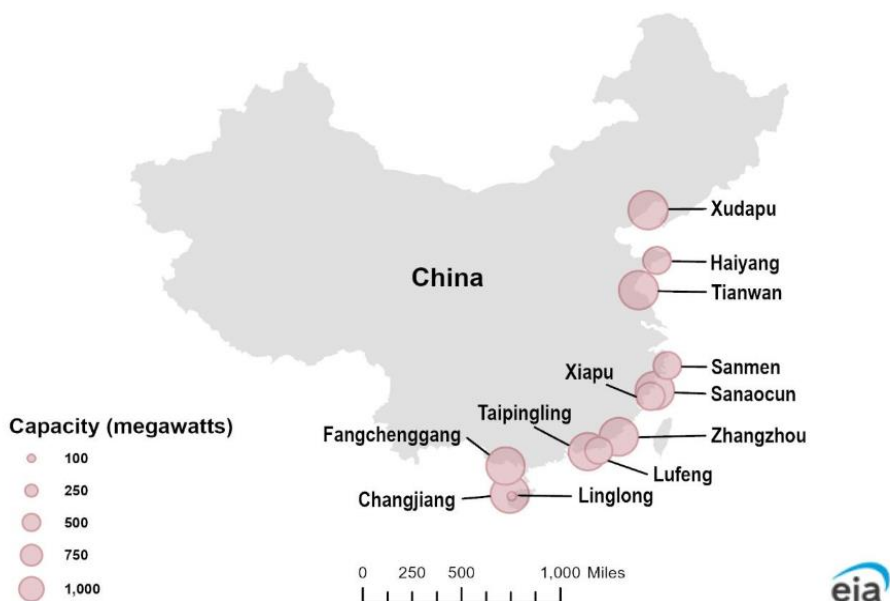 Xudapu
Haiyang
China
Tianwan
Sanmen
Xiapu
Sanaocun
Taipingling
Capacity (megawatts)
Fangchenggang
Zhangzhou
100
Lufeng
250
Changjiang
Linglong
500
750
0 250 500 1,000 Miles
1,000
eia